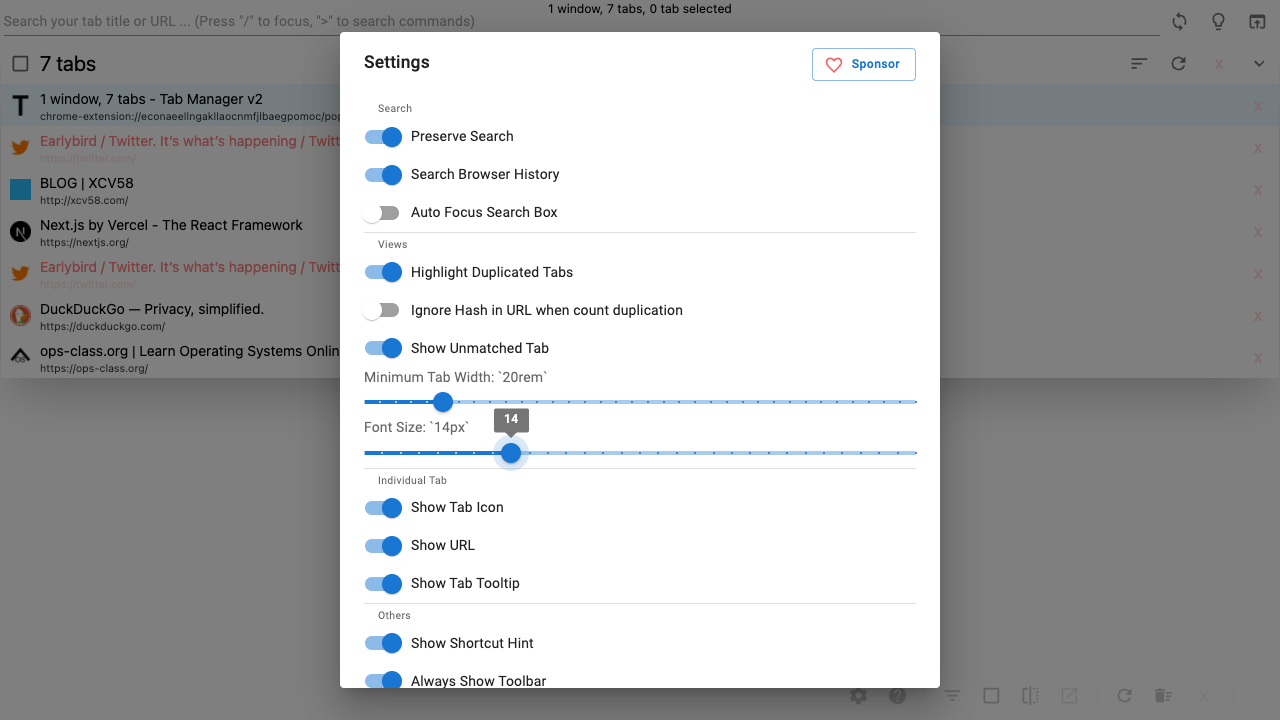 1 window, 7 tabs, 0 tab selected
Search your tab title or URL ... (Press "/" to focus, ">" to search commands)
7 tabs
x
1 window, 7 tabs - Tab Manager v2
chrome-extension://econaeellngakllaocnmfjlbaegpomoc/pop
x
Earlybird / Twitter. It's what's happening / Twitt
https://twitter.com/
x
BLOG | XCV58
http://xcv58.com/
x
Next.js by Vercel - The React Framework
https://nextjs.org/
x
Earlybird / Twitter. It's what's happening / Twitt
https://twitter.com/
x
DuckDuckGo — Privacy, simplified.
https://duckduckgo.com/
x
ops-class.org | Learn Operating Systems Onlin
https://ops-class.org/
x
Settings
Sponsor
Search
Preserve Search
Search Browser History
Auto Focus Search Box
Views
Highlight Duplicated Tabs
Ignore Hash in URL when count duplication
Show Unmatched Tab
Minimum Tab Width: `20rem`
Font Size: `14px`
14
Individual Tab
Show Tab Icon
Show URL
Show Tab Tooltip
Others
Show Shortcut Hint
Always Show Toolbar
x